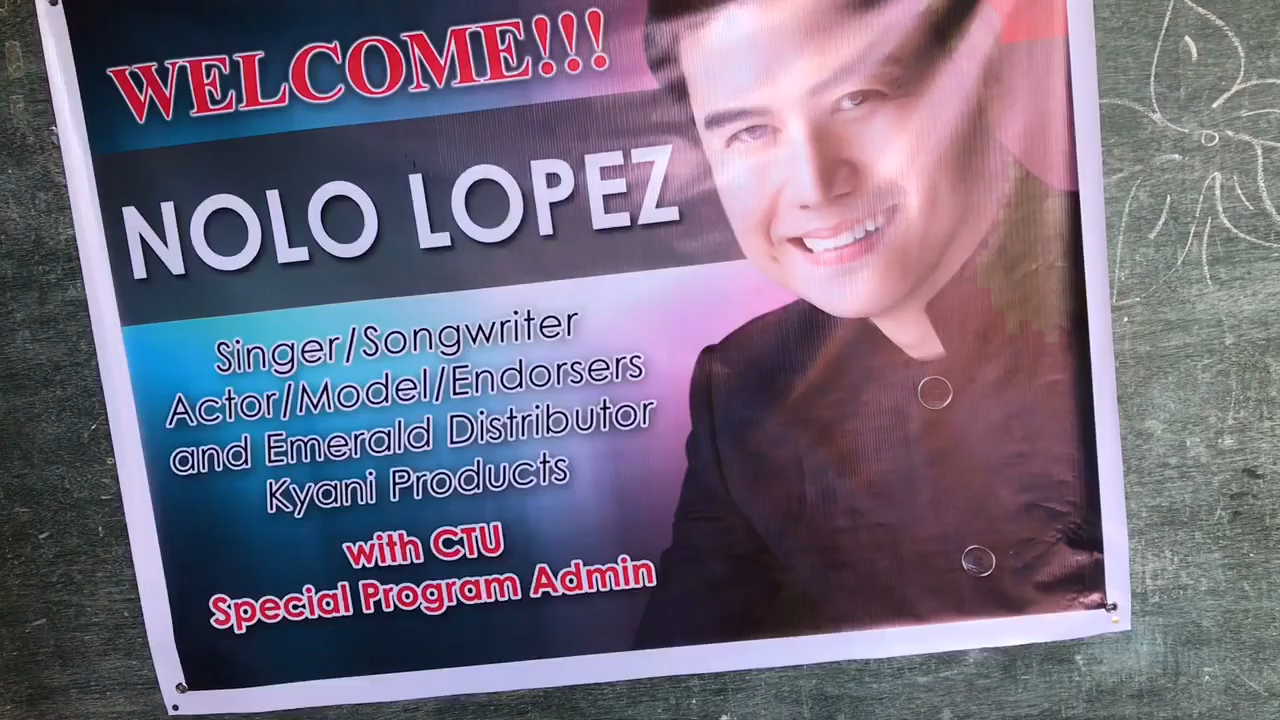 WELCOME!!!
NOLO LOPEZ
Singer/Songwriter
Actor/Model/Endorsers
and Emerald Distributor
Kyani Products
with CTU
Special Program Admin